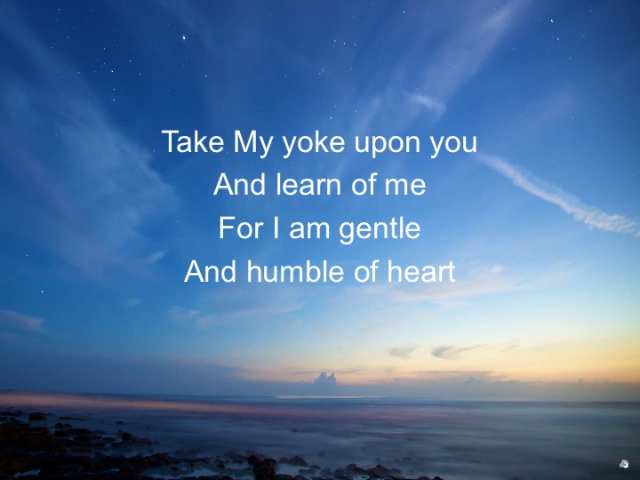 Take My yoke upon you
And learn of me
For I am gentle
And humble of heart